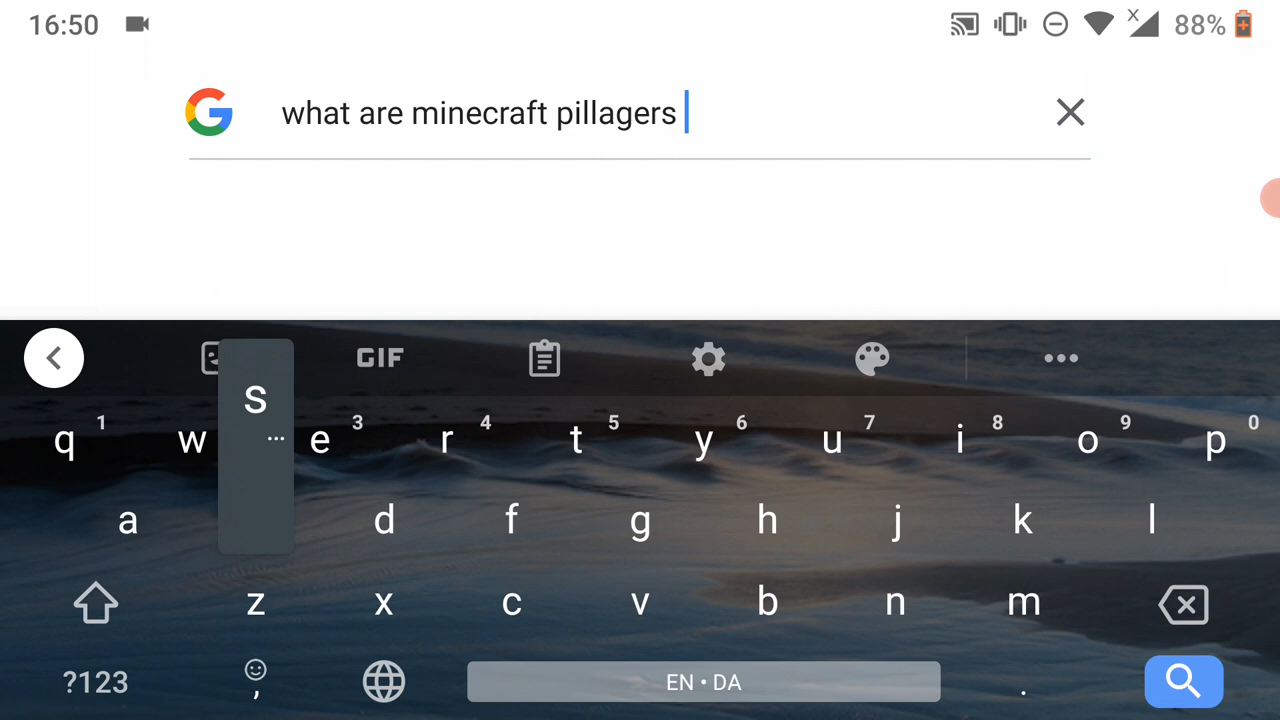 16:50 x 88%
what are minecraft pillagers
GIF
s
q 1 w e 3 r 4 t 5 y 6 u 7 i 8 o 9 p 0
a d f g h j k l
z x c v b n m
?123 , EN • DA .